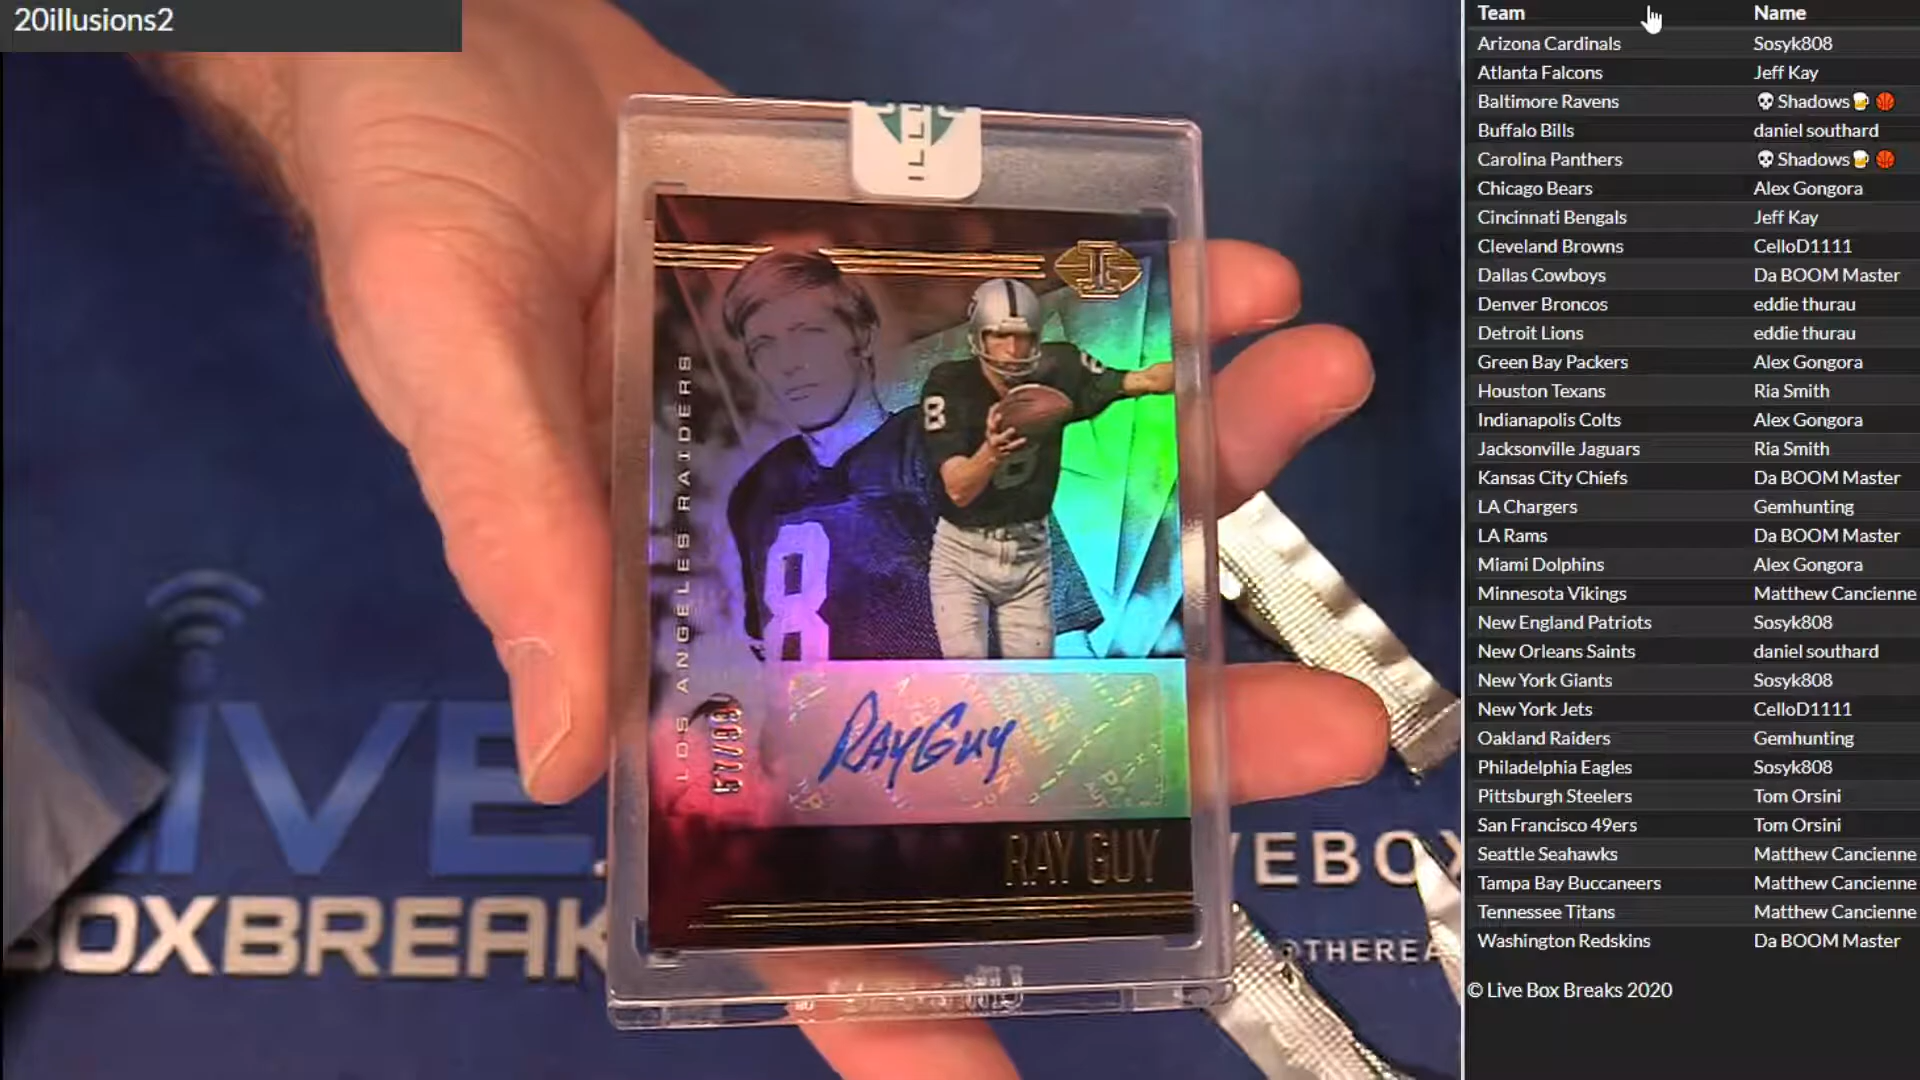 20illusions2
LOS ANGELES RAIDERS
8
8
8
Ray Guy
RAY GUY
LIVE.
BOXBREAK
VEBOX
@THEREA
Team Name
Arizona Cardinals Sosyk808
Atlanta Falcons Jeff Kay
Baltimore Ravens 💀Shadows🍺🏀
Buffalo Bills daniel southard
Carolina Panthers 💀Shadows🍺🏀
Chicago Bears Alex Gongora
Cincinnati Bengals Jeff Kay
Cleveland Browns CelloD1111
Dallas Cowboys Da BOOM Master
Denver Broncos eddie thurau
Detroit Lions eddie thurau
Green Bay Packers Alex Gongora
Houston Texans Ria Smith
Indianapolis Colts Alex Gongora
Jacksonville Jaguars Ria Smith
Kansas City Chiefs Da BOOM Master
LA Chargers Gemhunting
LA Rams Da BOOM Master
Miami Dolphins Alex Gongora
Minnesota Vikings Matthew Cancienne
New England Patriots Sosyk808
New Orleans Saints daniel southard
New York Giants Sosyk808
New York Jets CelloD1111
Oakland Raiders Gemhunting
Philadelphia Eagles Sosyk808
Pittsburgh Steelers Tom Orsini
San Francisco 49ers Tom Orsini
Seattle Seahawks Matthew Cancienne
Tampa Bay Buccaneers Matthew Cancienne
Tennessee Titans Matthew Cancienne
Washington Redskins Da BOOM Master
© Live Box Breaks 2020